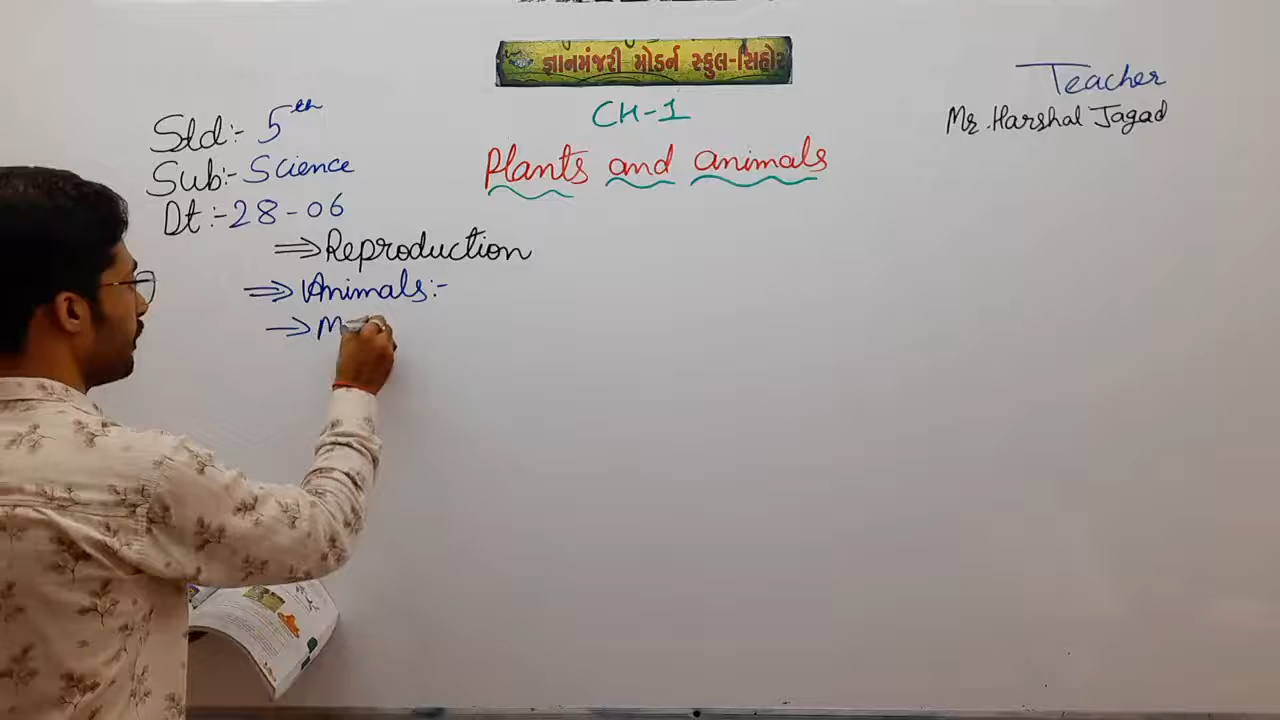 જ્ઞાનમંજરી મોડર્ન સ્કુલ-સિહોર
CH-1
Plants and animals
Teacher
Mr. Harshal Jagad
Std:- 5th
Sub:- Science
Dt:- 28-06
⇒ Reproduction
⇒ Animals:-
→ M